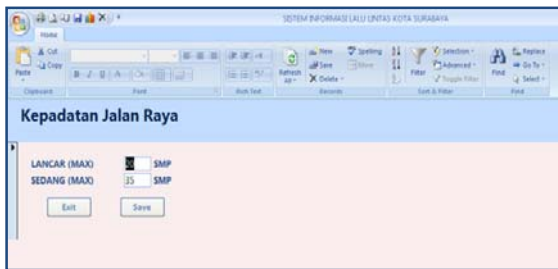 SISTEM INFORMASI LALU LINTAS KOTA SURABAYA
Home
Cut
Copy
Paste
Clipboard
Font
Rich Text
Refresh All
New
Save
Delete
Spelling
More
Records
Filter
Selection
Advanced
Toggle Filter
Sort & Filter
Find
Replace
Go To
Select
Find
Kepadatan Jalan Raya
LANCAR (MAX) SMP
SEDANG (MAX) 35 SMP
Exit Save